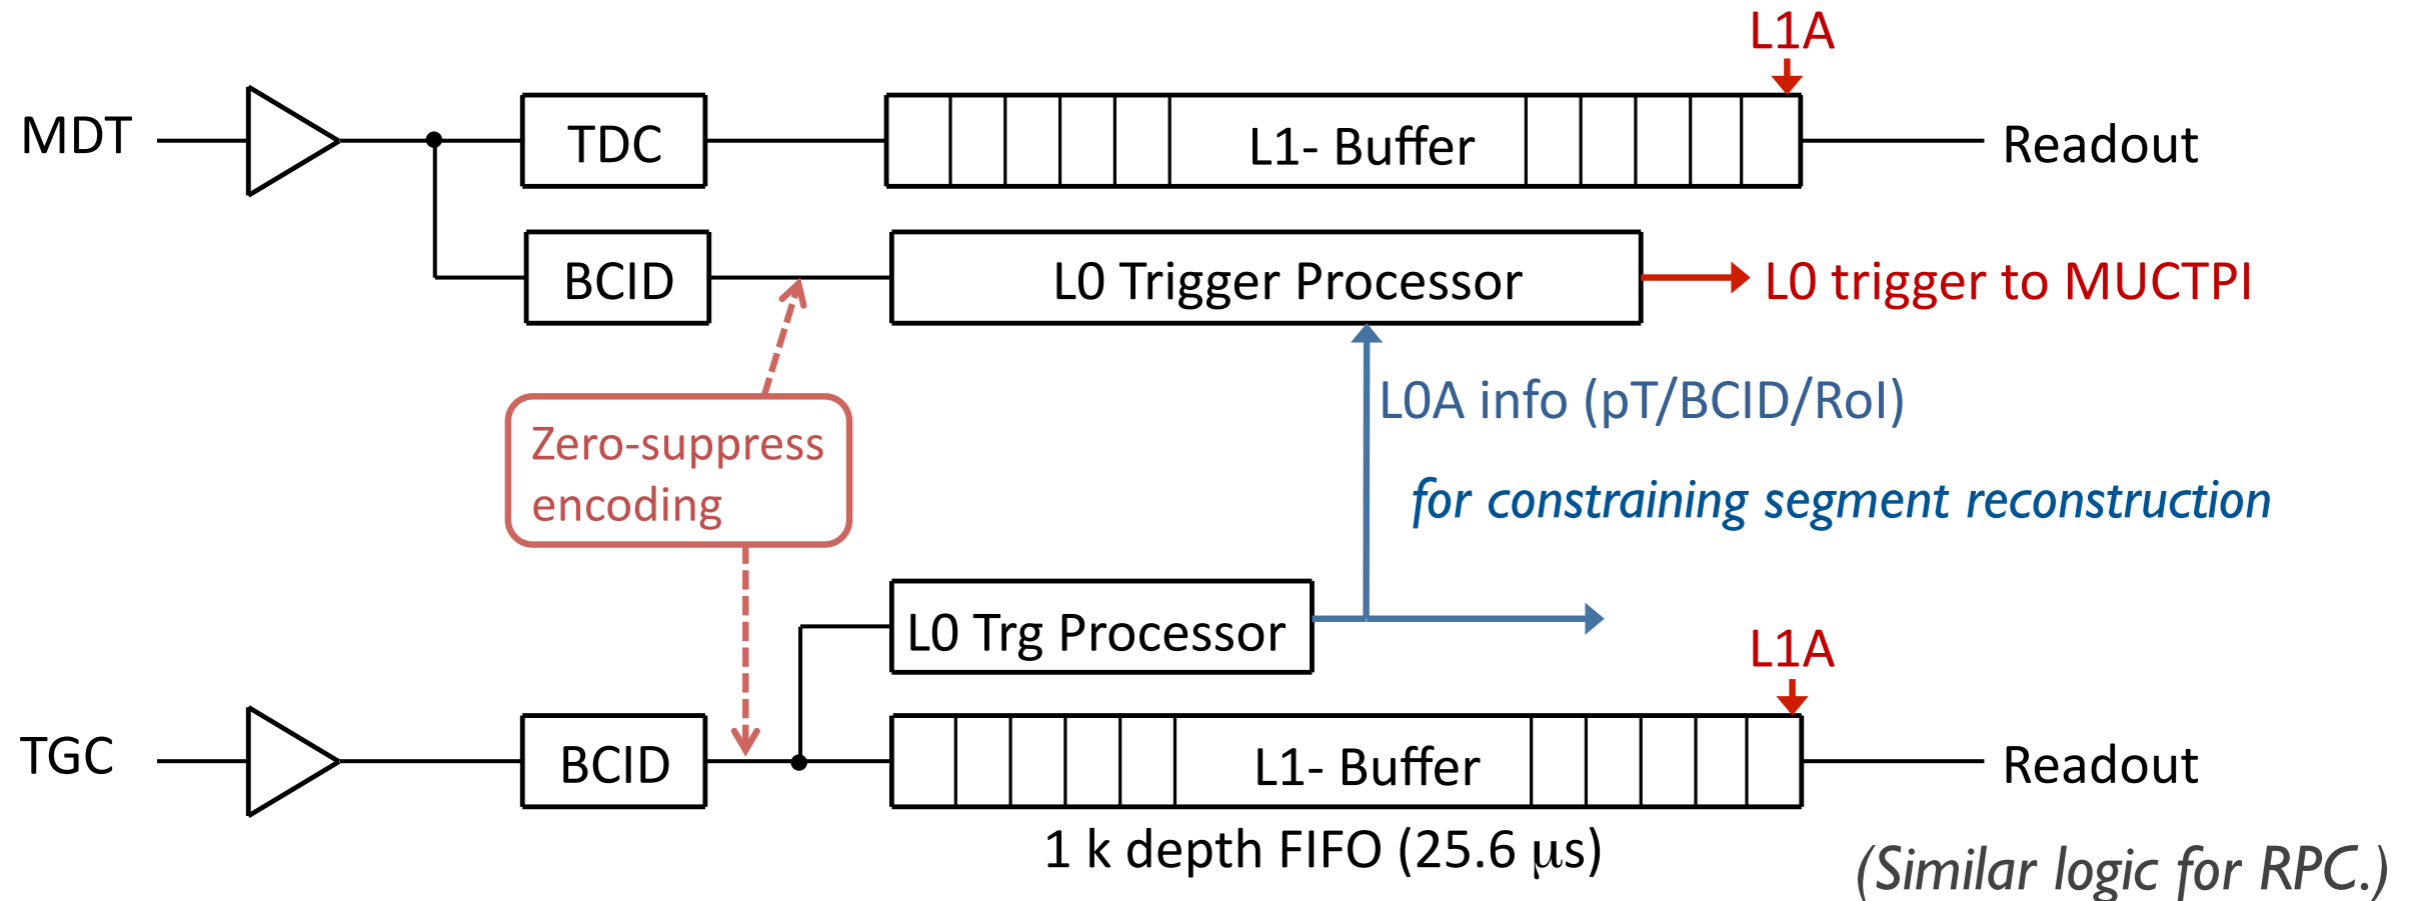 L1A
MDT
TDC
L1- Buffer
Readout
BCID
L0 Trigger Processor
L0 trigger to MUCTPI
L0A info (pT/BCID/RoI)
Zero-suppress
encoding
for constraining segment reconstruction
L0 Trg Processor
L1A
TGC
BCID
L1- Buffer
Readout
1 k depth FIFO (25.6 μs)
(Similar logic for RPC.)